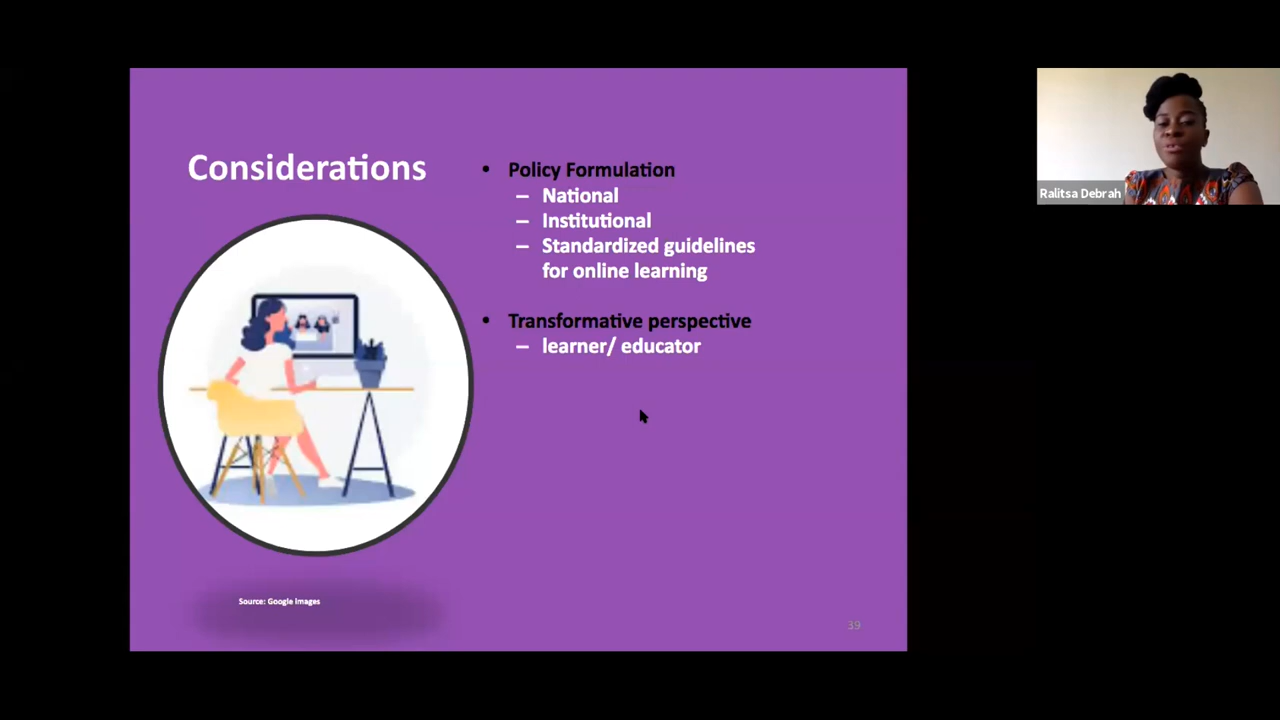 Considerations
• Policy Formulation
– National
– Institutional
– Standardized guidelines
for online learning
• Transformative perspective
– learner/ educator
Source: Google Images
39
Ralitsa Debrah